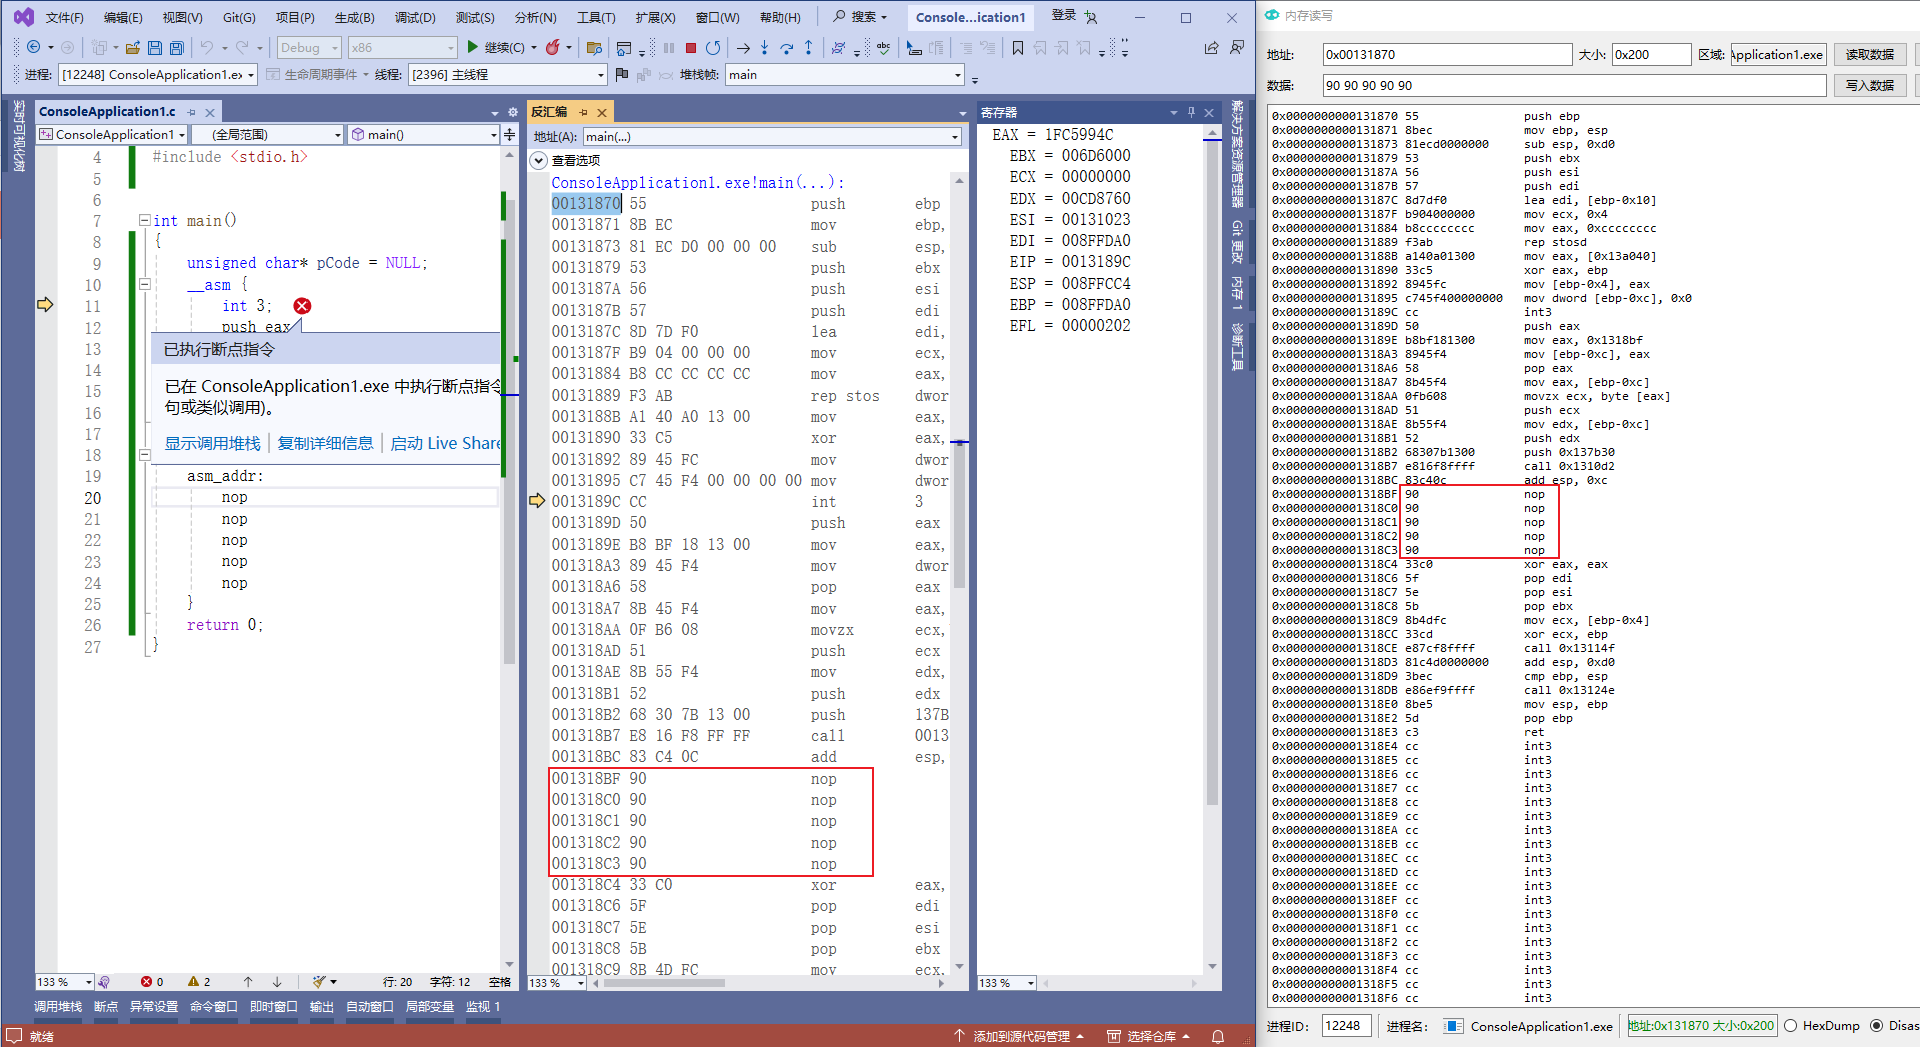 文件(F) 编辑(E) 视图(V) Git(G) 项目(P) 生成(B) 调试(D) 测试(S) 分析(N) 工具(T) 扩展(X) 窗口(W) 帮助(H) 搜索 Console...ication1 登录
Debug x86 继续(C)
进程: [12248] ConsoleApplication1.ex 生命周期事件 线程: [2396] 主线程 堆栈帧: main
实时可视化树
ConsoleApplication1.c
ConsoleApplication1 (全局范围) main()
4 #include <stdio.h>
5
6
7 int main()
8 {
9 unsigned char* pCode = NULL;
10 __asm {
11 int 3;
12 push eax
13
14
15
16
17
18
19 asm_addr:
20 nop
21 nop
22 nop
23 nop
24 nop
25 }
26 return 0;
27 }
已执行断点指令
已在 ConsoleApplication1.exe 中执行断点指令
句或类似调用)。
显示调用堆栈 | 复制详细信息 | 启动 Live Share
133 % 0 2 行: 20 字符: 12 空格
反汇编
地址(A): main(...)
查看选项
ConsoleApplication1.exe!main(...):
00131870 55 push ebp
00131871 8B EC mov ebp,
00131873 81 EC D0 00 00 00 sub esp,
00131879 53 push ebx
0013187A 56 push esi
0013187B 57 push edi
0013187C 8D 7D F0 lea edi,
0013187F B9 04 00 00 00 mov ecx,
00131884 B8 CC CC CC CC mov eax,
00131889 F3 AB rep stos dwor
0013188B A1 40 A0 13 00 mov eax,
00131890 33 C5 xor eax,
00131892 89 45 FC mov dwor
00131895 C7 45 F4 00 00 00 00 mov dwor
0013189C CC int 3
0013189D 50 push eax
0013189E B8 BF 18 13 00 mov eax,
001318A3 89 45 F4 mov dwor
001318A6 58 pop eax
001318A7 8B 45 F4 mov eax,
001318AA 0F B6 08 movzx ecx,
001318AD 51 push ecx
001318AE 8B 55 F4 mov edx,
001318B1 52 push edx
001318B2 68 30 7B 13 00 push 137B
001318B7 E8 16 F8 FF FF call 0013
001318BC 83 C4 0C add esp,
001318BF 90 nop
001318C0 90 nop
001318C1 90 nop
001318C2 90 nop
001318C3 90 nop
001318C4 33 C0 xor eax,
001318C6 5F pop edi
001318C7 5E pop esi
001318C8 5B pop ebx
001318C9 8B 4D FC mov ecx,
133 %
寄存器
EAX = 1FC5994C
EBX = 006D6000
ECX = 00000000
EDX = 00CD8760
ESI = 00131023
EDI = 008FFDA0
EIP = 0013189C
ESP = 008FFCC4
EBP = 008FFDA0
EFL = 00000202
133 %
解决方案资源管理器
Git 更改
内存 1
诊断工具
调用堆栈 断点 异常设置 命令窗口 即时窗口 输出 自动窗口 局部变量 监视 1
就绪 添加到源代码管理 选择仓库
内存读写
地址: 0x00131870 大小: 0x200 区域: Application1.exe 读取数据
数据: 90 90 90 90 90 写入数据
0x0000000000131870 55 push ebp
0x0000000000131871 8bec mov ebp, esp
0x0000000000131873 81ecd0000000 sub esp, 0xd0
0x0000000000131879 53 push ebx
0x000000000013187A 56 push esi
0x000000000013187B 57 push edi
0x000000000013187C 8d7df0 lea edi, [ebp-0x10]
0x000000000013187F b904000000 mov ecx, 0x4
0x0000000000131884 b8cccccccc mov eax, 0xcccccccc
0x0000000000131889 f3ab rep stosd
0x000000000013188B a140a01300 mov eax, [0x13a040]
0x0000000000131890 33c5 xor eax, ebp
0x0000000000131892 8945fc mov [ebp-0x4], eax
0x0000000000131895 c745f400000000 mov dword [ebp-0xc], 0x0
0x000000000013189C cc int3
0x000000000013189D 50 push eax
0x000000000013189E b8bf181300 mov eax, 0x1318bf
0x00000000001318A3 8945f4 mov [ebp-0xc], eax
0x00000000001318A6 58 pop eax
0x00000000001318A7 8b45f4 mov eax, [ebp-0xc]
0x00000000001318AA 0fb608 movzx ecx, byte [eax]
0x00000000001318AD 51 push ecx
0x00000000001318AE 8b55f4 mov edx, [ebp-0xc]
0x00000000001318B1 52 push edx
0x00000000001318B2 68307b1300 push 0x137b30
0x00000000001318B7 e816f8ffff call 0x1310d2
0x00000000001318BC 83c40c add esp, 0xc
0x00000000001318BF 90 nop
0x00000000001318C0 90 nop
0x00000000001318C1 90 nop
0x00000000001318C2 90 nop
0x00000000001318C3 90 nop
0x00000000001318C4 33c0 xor eax, eax
0x00000000001318C6 5f pop edi
0x00000000001318C7 5e pop esi
0x00000000001318C8 5b pop ebx
0x00000000001318C9 8b4dfc mov ecx, [ebp-0x4]
0x00000000001318CC 33cd xor ecx, ebp
0x00000000001318CE e87cf8ffff call 0x13114f
0x00000000001318D3 81c4d0000000 add esp, 0xd0
0x00000000001318D9 3bec cmp ebp, esp
0x00000000001318DB e86ef9ffff call 0x13124e
0x00000000001318E0 8be5 mov esp, ebp
0x00000000001318E2 5d pop ebp
0x00000000001318E3 c3 ret
0x00000000001318E4 cc int3
0x00000000001318E5 cc int3
0x00000000001318E6 cc int3
0x00000000001318E7 cc int3
0x00000000001318E8 cc int3
0x00000000001318E9 cc int3
0x00000000001318EA cc int3
0x00000000001318EB cc int3
0x00000000001318EC cc int3
0x00000000001318ED cc int3
0x00000000001318EE cc int3
0x00000000001318EF cc int3
0x00000000001318F0 cc int3
0x00000000001318F1 cc int3
0x00000000001318F2 cc int3
0x00000000001318F3 cc int3
0x00000000001318F4 cc int3
0x00000000001318F5 cc int3
0x00000000001318F6 cc int3
进程ID: 12248 进程名: ConsoleApplication1.exe 地址:0x131870 大小:0x200 HexDump Disas